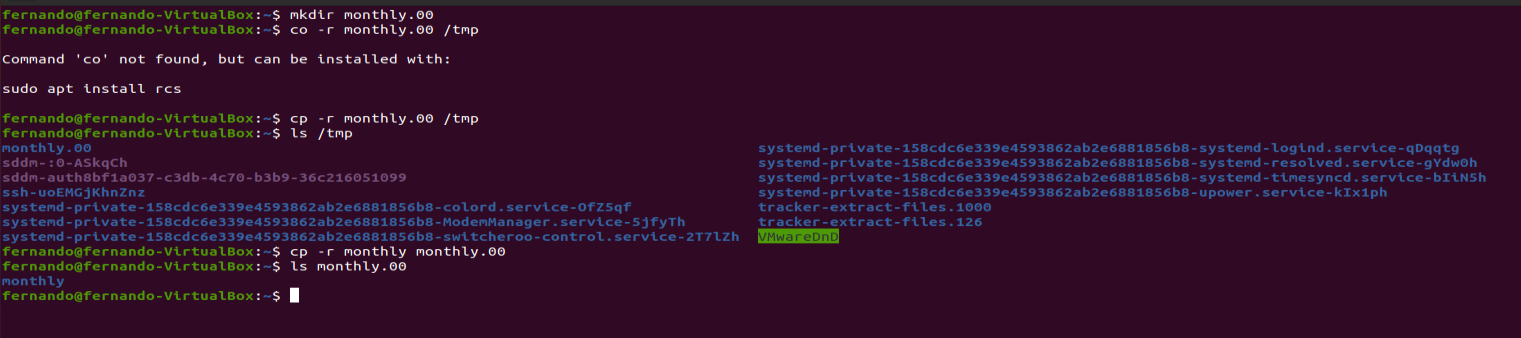 fernando@fernando-VirtualBox:~$ mkdir monthly.00
fernando@fernando-VirtualBox:~$ co -r monthly.00 /tmp
Command 'co' not found, but can be installed with:
sudo apt install rcs
fernando@fernando-VirtualBox:~$ cp -r monthly.00 /tmp
fernando@fernando-VirtualBox:~$ ls /tmp
monthly.00 systemd-private-158cdc6e339e4593862ab2e6881856b8-systemd-logind.service-qDqqtg
sddm-:0-ASkqCh systemd-private-158cdc6e339e4593862ab2e6881856b8-systemd-resolved.service-gYdw0h
sddm-auth8bf1a037-c3db-4c70-b3b9-36c216051099 systemd-private-158cdc6e339e4593862ab2e6881856b8-systemd-timesyncd.service-bIiN5h
ssh-uoEMGjKhnZnz systemd-private-158cdc6e339e4593862ab2e6881856b8-upower.service-kIx1ph
systemd-private-158cdc6e339e4593862ab2e6881856b8-colord.service-OfZ5qf tracker-extract-files.1000
systemd-private-158cdc6e339e4593862ab2e6881856b8-ModemManager.service-5jfyTh tracker-extract-files.126
systemd-private-158cdc6e339e4593862ab2e6881856b8-switcheroo-control.service-2T7lZh VMwareDnD
fernando@fernando-VirtualBox:~$ cp -r monthly monthly.00
fernando@fernando-VirtualBox:~$ ls monthly.00
monthly
fernando@fernando-VirtualBox:~$